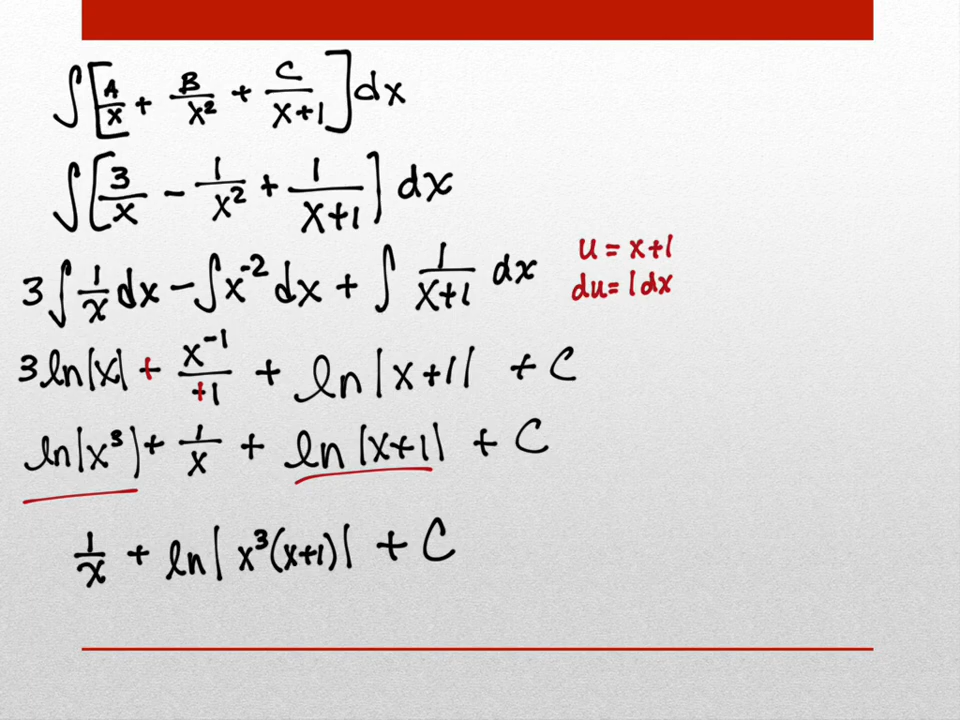 ∫[A/x + B/x² + C/(x+1)]dx
∫[3/x - 1/x² + 1/(x+1)] dx
3∫1/x dx - ∫x⁻² dx + ∫ 1/(x+1) dx
u = x+1
du = 1dx
3ln|x| + x⁻¹/+1 + ln|x+1| + C
ln|x³| + 1/x + ln|x+1| + C
1/x + ln|x³(x+1)| + C